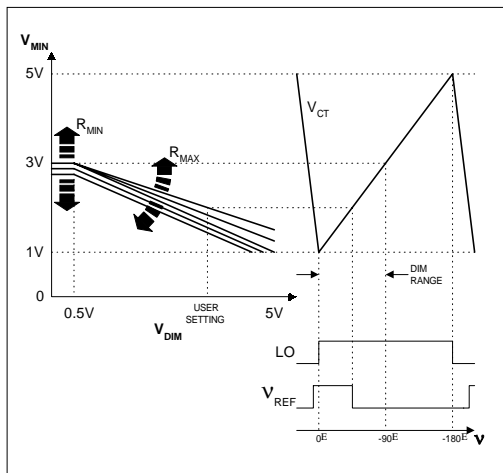 VMIN
5V
VCT
RMIN
RMAX
3V
1V
DIM
RANGE
0
0.5V
USER
SETTING
5V
VDIM
LO
νREF
0E
-90E
-180E
ν